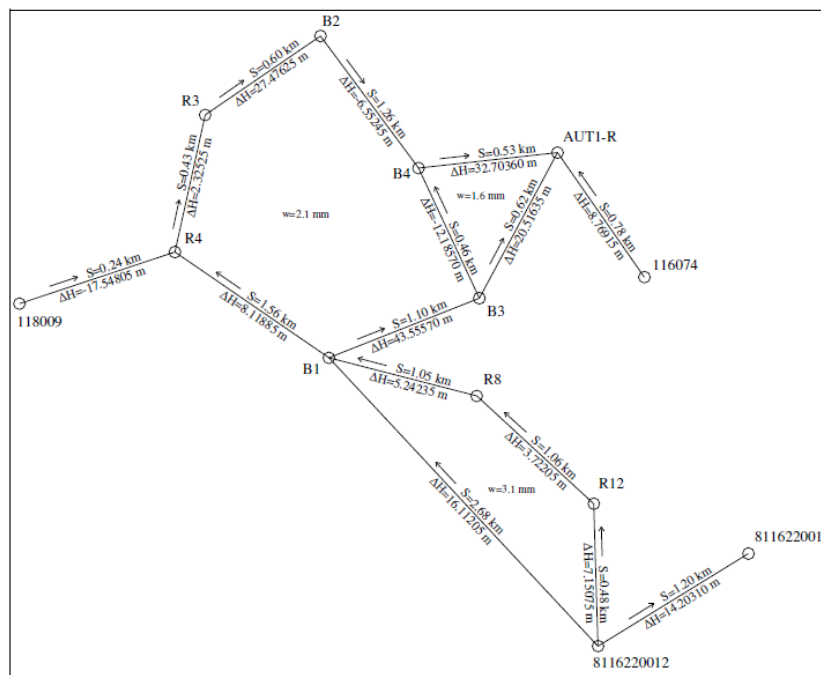 B2
S=0.60 km
ΔH=27.47625 m
R3
S=1.26 km
ΔH=-6.55245 m
AUT1-R
S=0.53 km
ΔH=32.70360 m
B4
S=0.43 km
ΔH=2.32525 m
w=1.6 mm
w=2.1 mm
S=0.62 km
ΔH=20.51635 m
S=0.78 km
ΔH=8.76915 m
S=0.46 km
ΔH=-12.18570 m
R4
116074
S=0.24 km
ΔH=-17.54805 m
118009
B3
S=1.56 km
ΔH=8.11885 m
S=1.10 km
ΔH=43.55570 m
B1
S=1.05 km
ΔH=5.24235 m
R8
S=1.06 km
ΔH=3.72205 m
w=3.1 mm
R12
S=2.68 km
ΔH=16.11205 m
S=0.48 km
ΔH=7.15075 m
811622001
S=1.20 km
ΔH=14.20310 m
8116220012